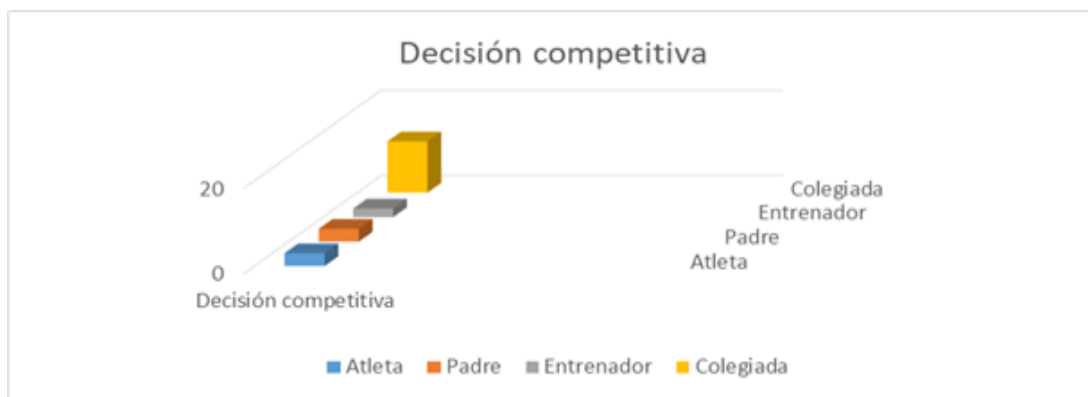 Decisión competitiva
20
0
Colegiada
Entrenador
Padre
Atleta
Decisión competitiva
Atleta Padre Entrenador Colegiada